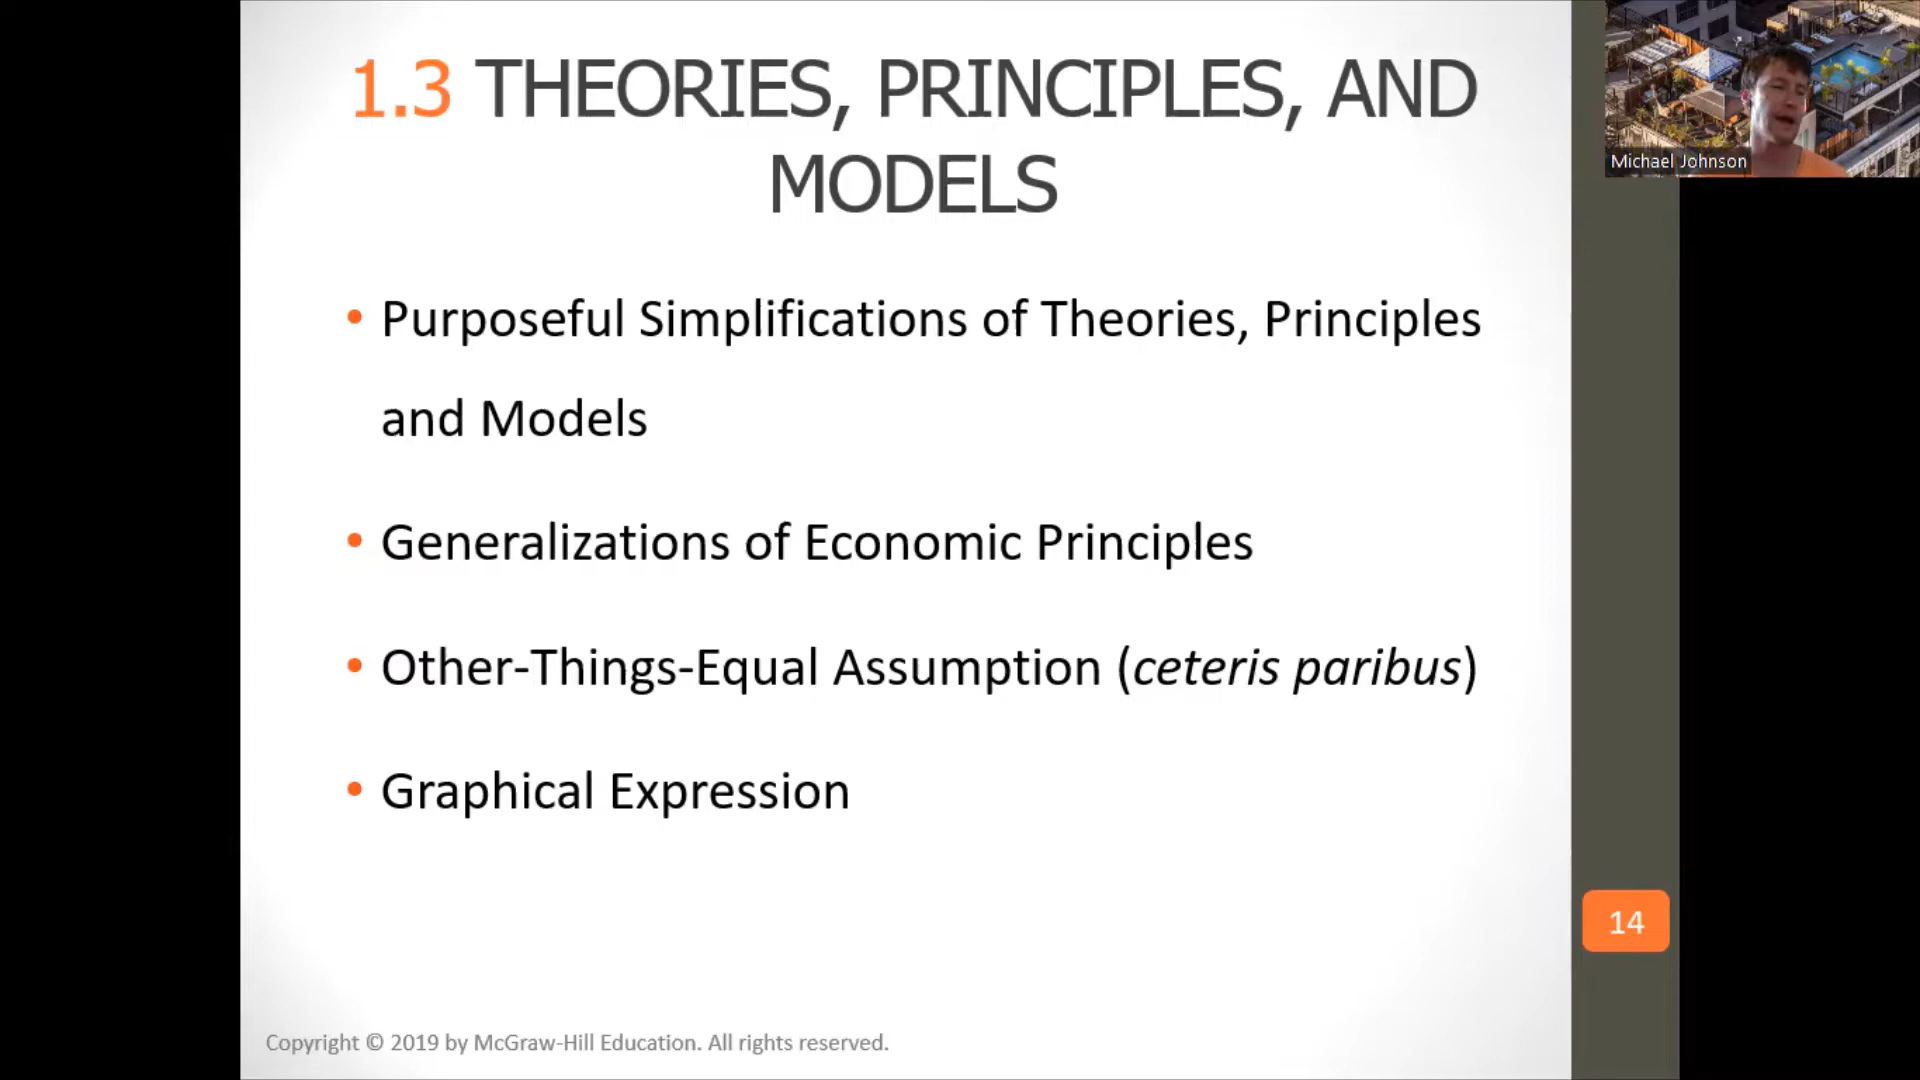 1.3 THEORIES, PRINCIPLES, AND
MODELS
Michael Johnson
• Purposeful Simplifications of Theories, Principles
and Models
• Generalizations of Economic Principles
• Other-Things-Equal Assumption (ceteris paribus)
• Graphical Expression
14
Copyright © 2019 by McGraw-Hill Education. All rights reserved.